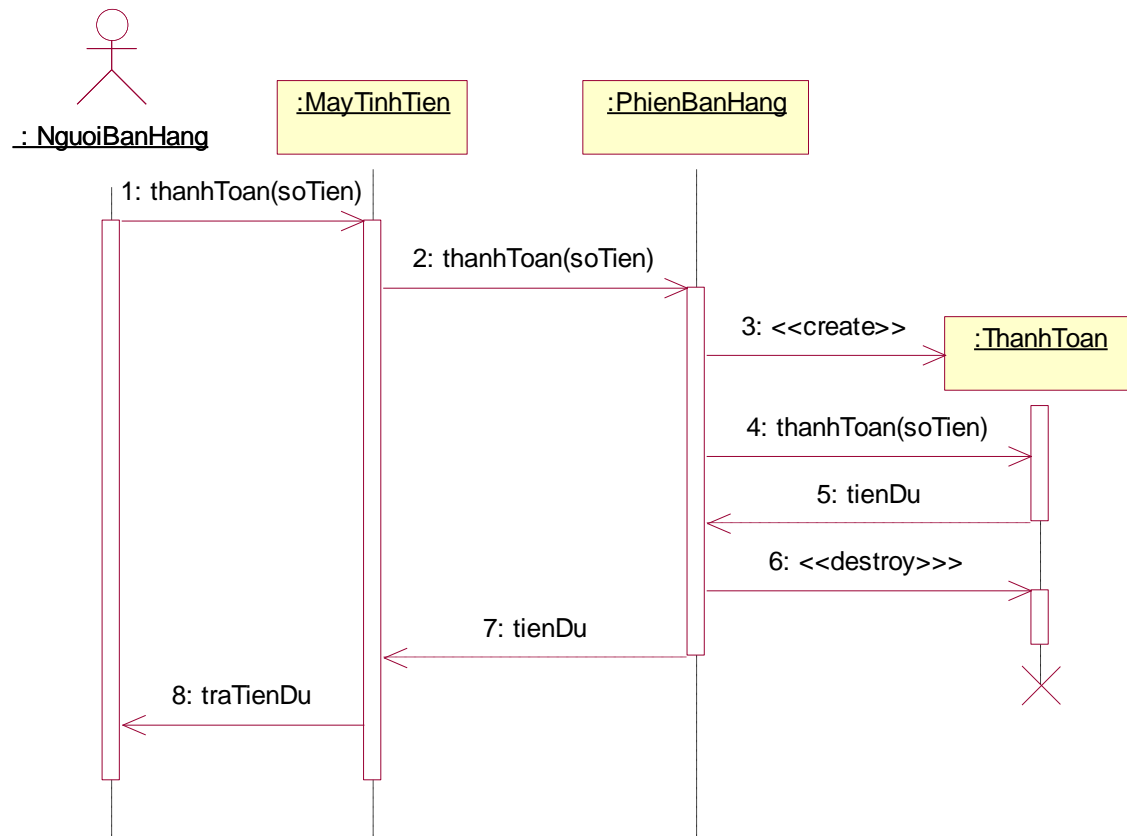 :MayTinhTien
:PhienBanHang
: NguoiBanHang
1: thanhToan(soTien)
2: thanhToan(soTien)
3: <<create>>
:ThanhToan
4: thanhToan(soTien)
5: tienDu
6: <<destroy>>>
7: tienDu
8: traTienDu